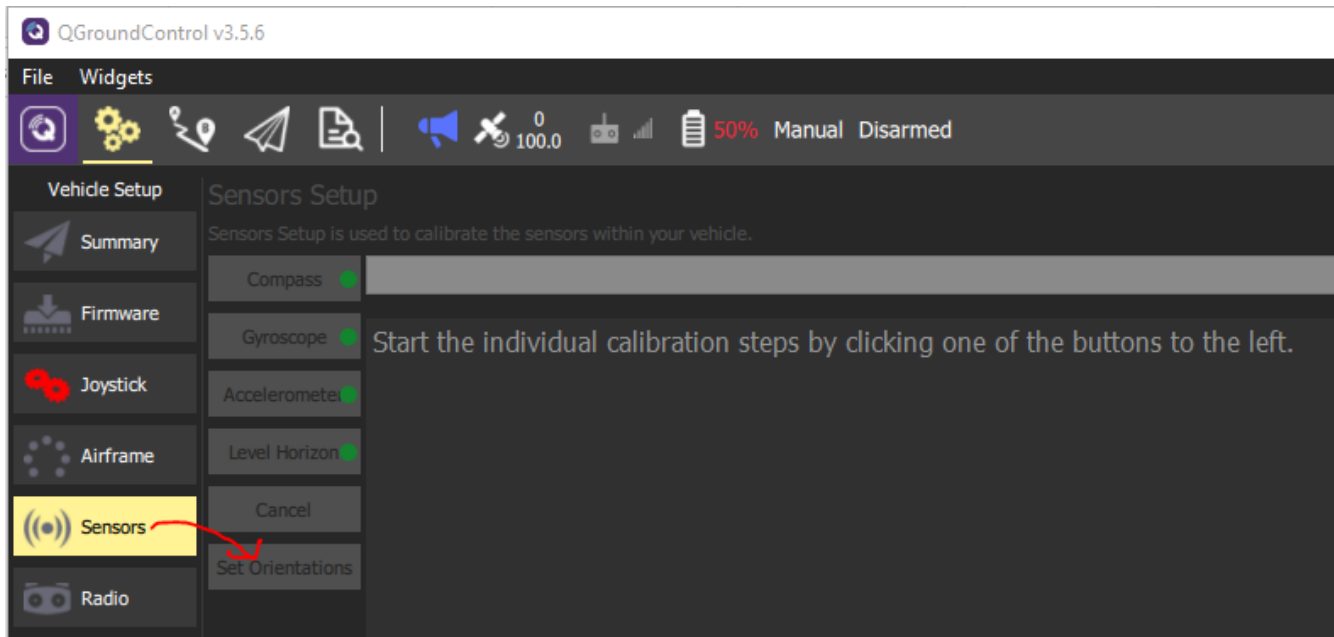 QGroundControl v3.5.6
File Widgets
0
100.0
50% Manual Disarmed
Vehicle Setup
Sensors Setup
Summary
Sensors Setup is used to calibrate the sensors within your vehicle.
Compass
Firmware
Gyroscope
Start the individual calibration steps by clicking one of the buttons to the left.
Joystick
Accelerometer
Airframe
Level Horizon
Cancel
Sensors
Set Orientations
Radio